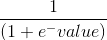 1
(1 + e⁻value)